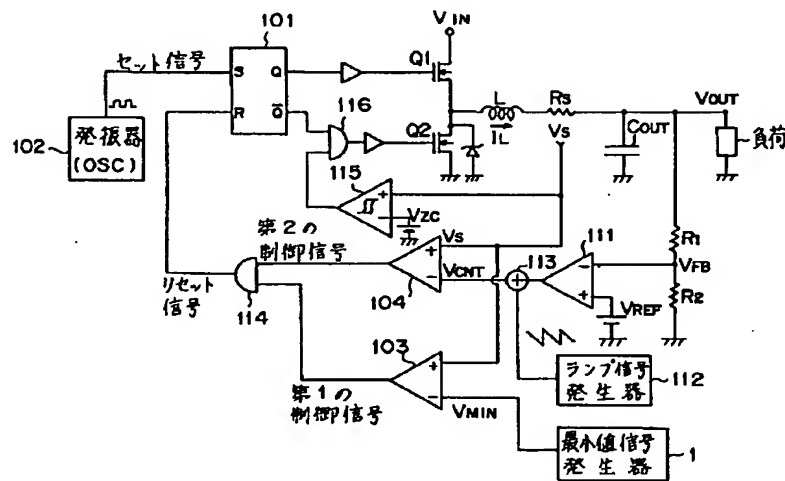 101
VIN
セット信号
S
Q
Q1
R
Q̅
116
L
RS
VOUT
IL
VS
COUT
負荷
102
発振器
(OSC)
Q2
115
+
−
VZC
第2の
制御信号
VS
+
−
VCNT
104
113
+
111
−
+
R1
VFB
R2
VREF
リセット
信号
114
103
+
−
VMIN
第1の
制御信号
ランプ信号
発生器
112
最小値信号
発生器
1